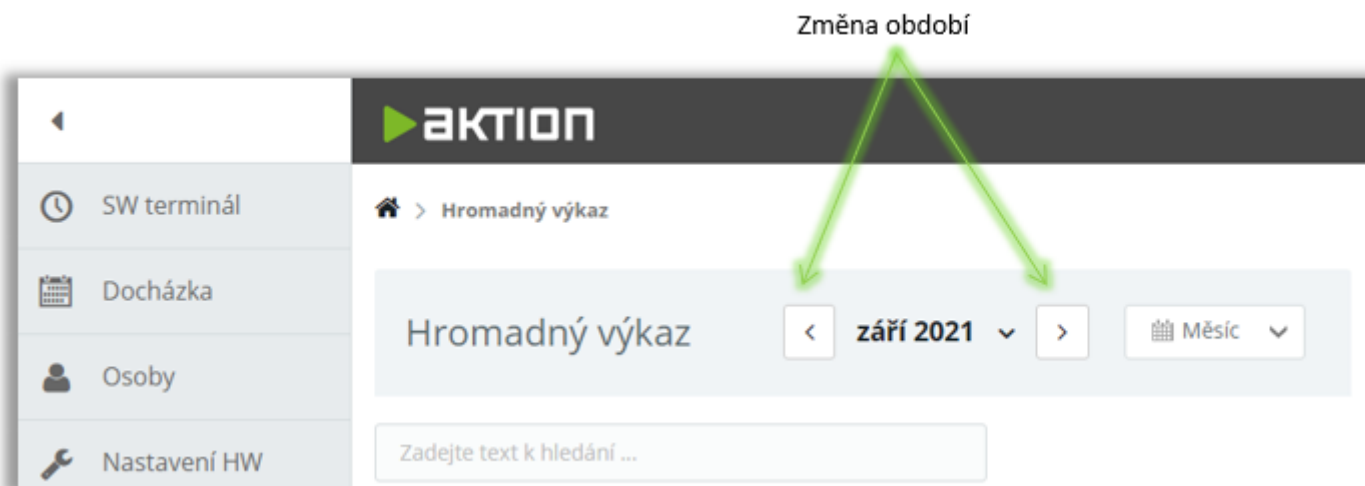 Změna období
aktion
SW terminál
Hromadný výkaz
Docházka
Hromadný výkaz
září 2021
Měsíc
Osoby
Zadejte text k hledání ...
Nastavení HW